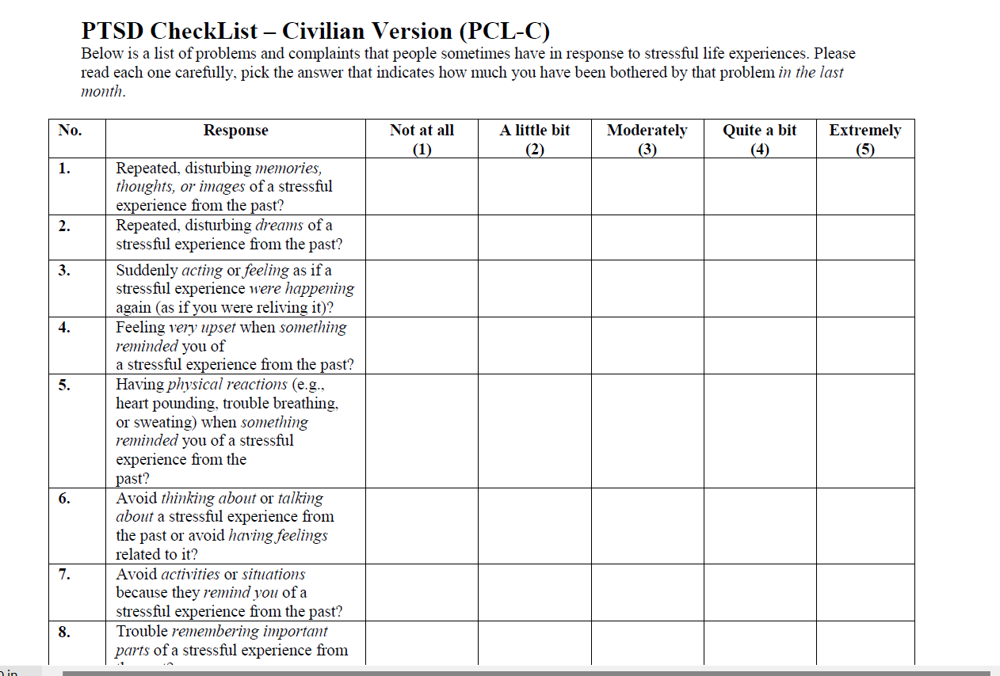 PTSD CheckList – Civilian Version (PCL-C)
Below is a list of problems and complaints that people sometimes have in response to stressful life experiences. Please
read each one carefully, pick the answer that indicates how much you have been bothered by that problem in the last
month.
No. Response Not at all (1) A little bit (2) Moderately (3) Quite a bit (4) Extremely (5)
1. Repeated, disturbing memories,
thoughts, or images of a stressful
experience from the past?
2. Repeated, disturbing dreams of a
stressful experience from the past?
3. Suddenly acting or feeling as if a
stressful experience were happening
again (as if you were reliving it)?
4. Feeling very upset when something
reminded you of
a stressful experience from the past?
5. Having physical reactions (e.g.,
heart pounding, trouble breathing,
or sweating) when something
reminded you of a stressful
experience from the
past?
6. Avoid thinking about or talking
about a stressful experience from
the past or avoid having feelings
related to it?
7. Avoid activities or situations
because they remind you of a
stressful experience from the past?
8. Trouble remembering important
parts of a stressful experience from